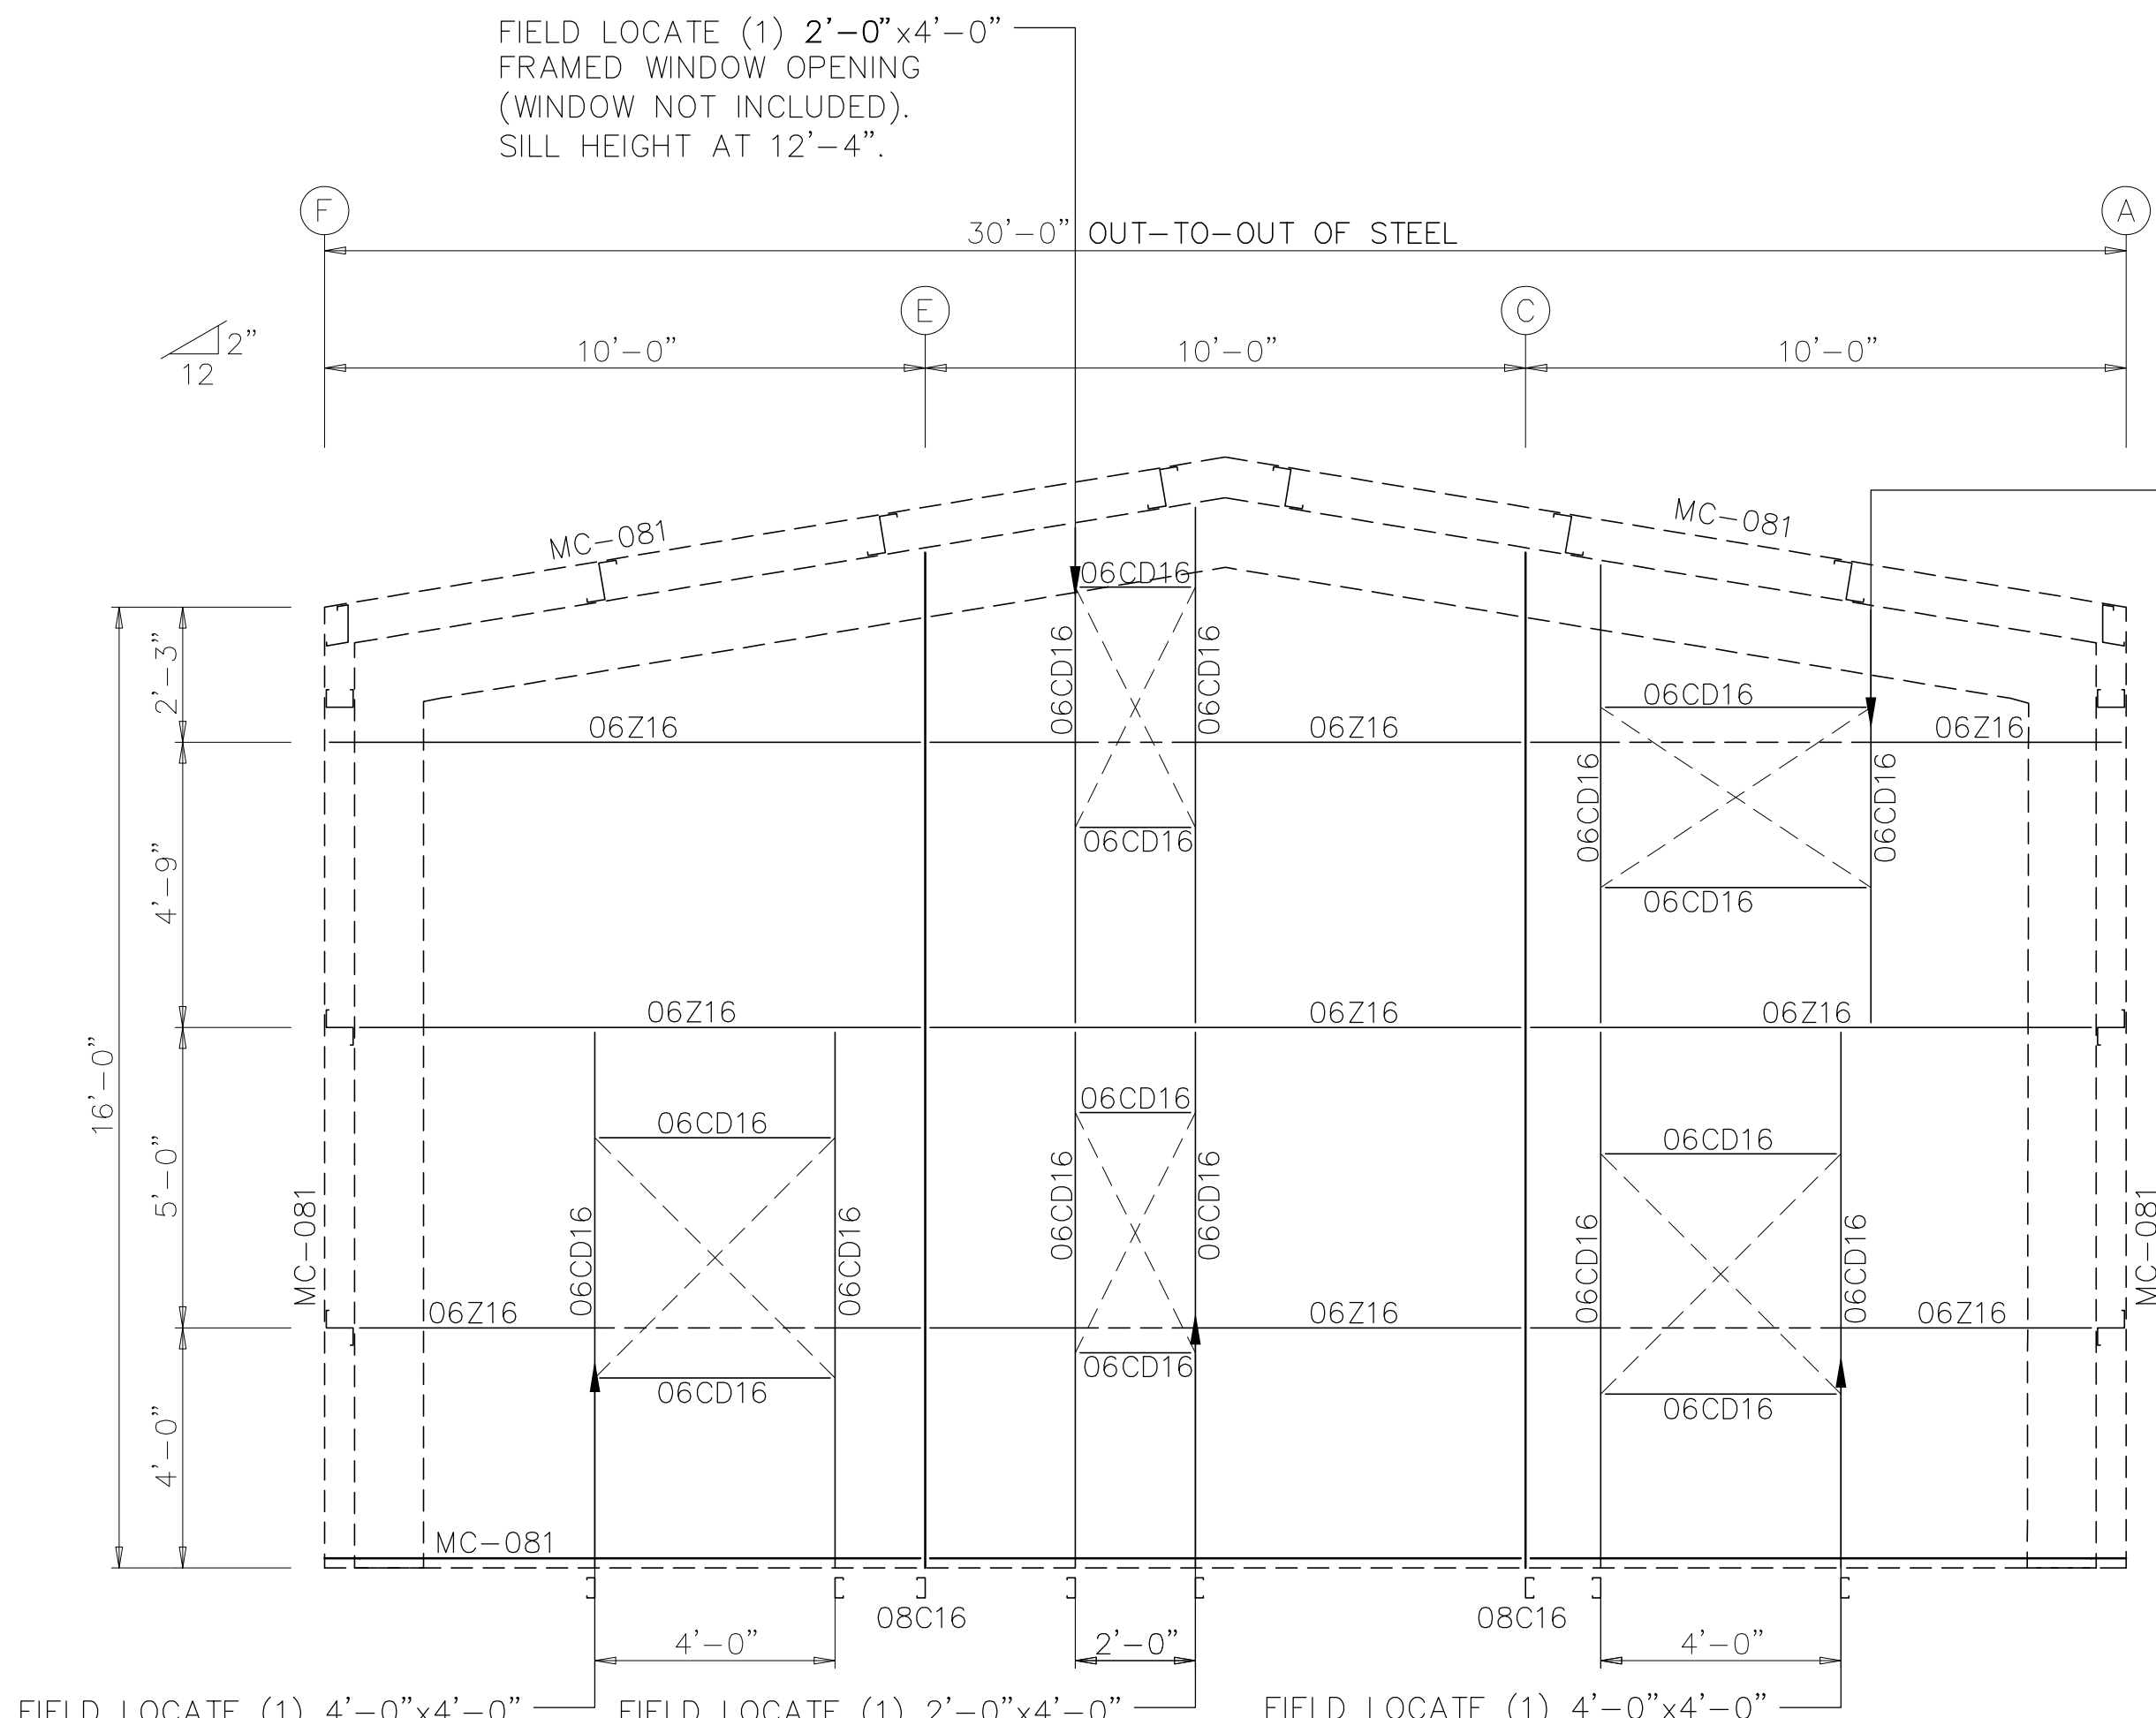 FIELD LOCATE (1) 2'-0"x4'-0"
FRAMED WINDOW OPENING
(WINDOW NOT INCLUDED).
SILL HEIGHT AT 12'-4".
F
A
30'-0" OUT-TO-OUT OF STEEL
E
C
2"
12
10'-0"
10'-0"
10'-0"
MC-081
MC-081
06CD16
2'-3"
06CD16
06CD16
06CD16
06Z16
06Z16
06Z16
06CD16
06CD16
06CD16
4'-9"
06CD16
06Z16
06Z16
06Z16
16'-0"
06CD16
06CD16
06CD16
5'-0"
MC-081
06CD16
06CD16
06CD16
06CD16
06CD16
06CD16
MC-081
06Z16
06Z16
06Z16
06CD16
06CD16
06CD16
4'-0"
MC-081
08C16
08C16
4'-0"
2'-0"
4'-0"
FIELD LOCATE (1) 4'-0"x4'-0"
FIELD LOCATE (1) 2'-0"x4'-0"
FIELD LOCATE (1) 4'-0"x4'-0"